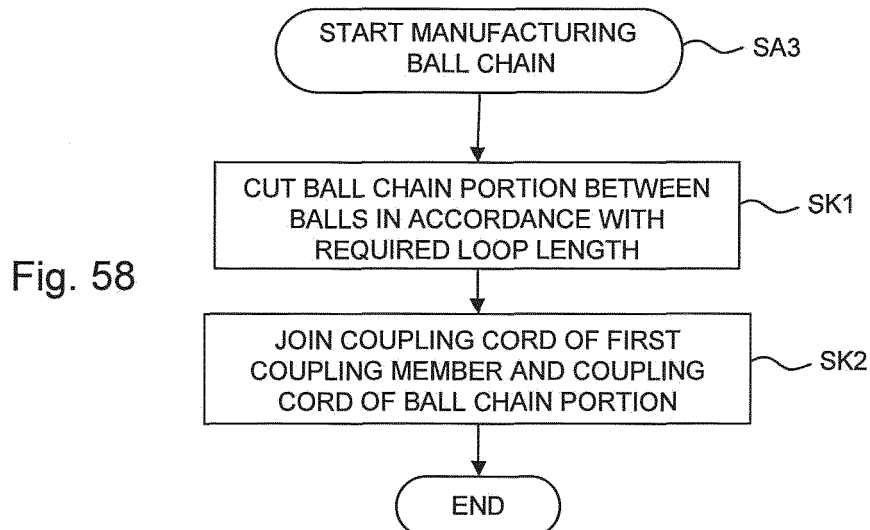 START MANUFACTURING
BALL CHAIN
SA3
CUT BALL CHAIN PORTION BETWEEN
BALLS IN ACCORDANCE WITH
REQUIRED LOOP LENGTH
SK1
Fig. 58
JOIN COUPLING CORD OF FIRST
COUPLING MEMBER AND COUPLING
CORD OF BALL CHAIN PORTION
SK2
END